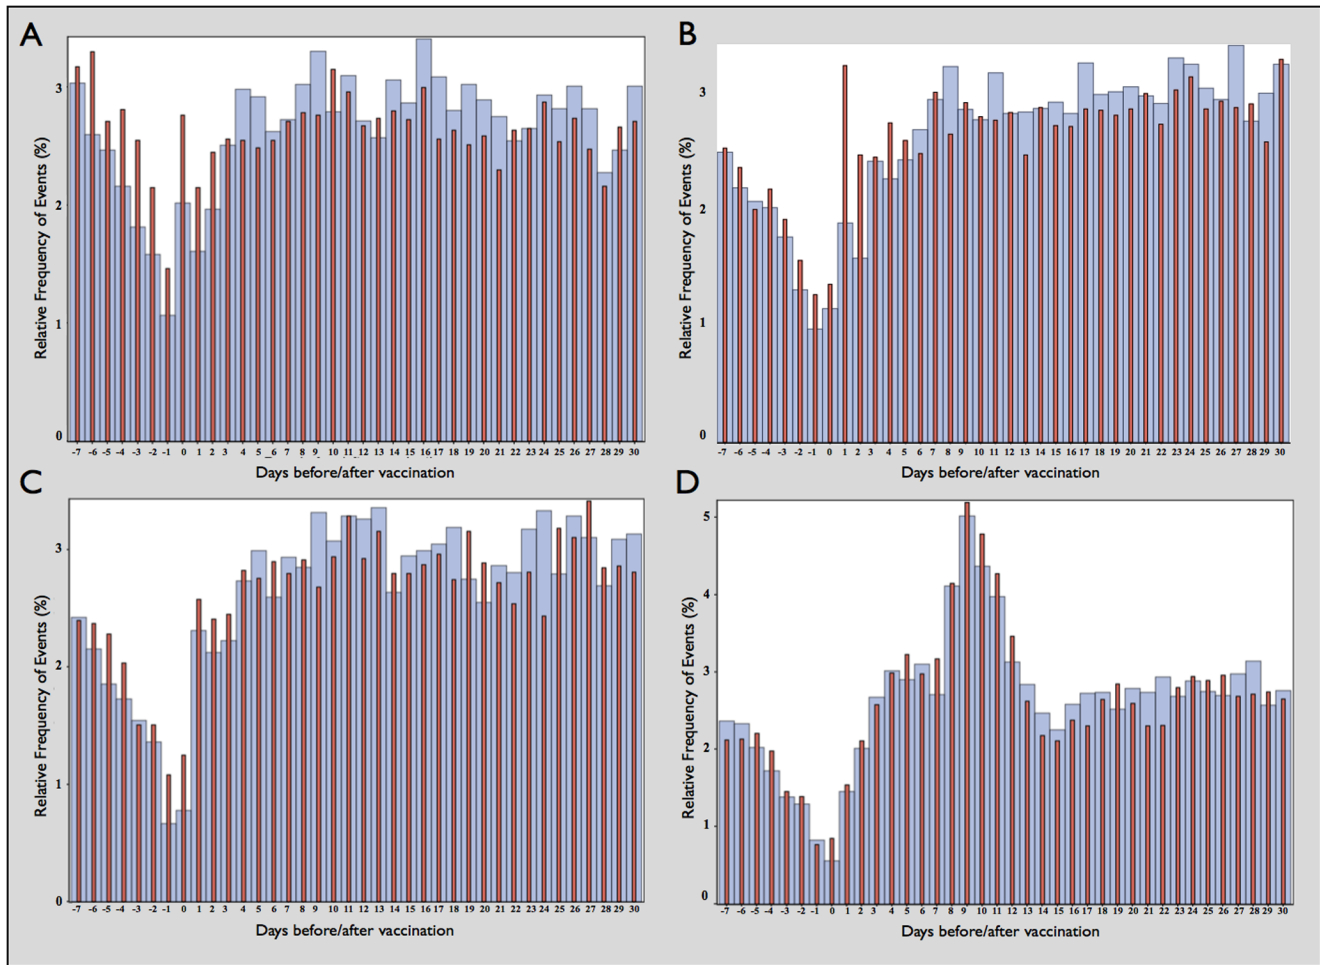 A
Relative Frequency of Events (%)
3
2
1
0
-7 -6 -5 -4 -3 -2 -1 0 1 2 3 4 5 6 7 8 9 10 11 12 13 14 15 16 17 18 19 20 21 22 23 24 25 26 27 28 29 30
Days before/after vaccination
B
Relative Frequency of Events (%)
3
2
1
0
-7 -6 -5 -4 -3 -2 -1 0 1 2 3 4 5 6 7 8 9 10 11 12 13 14 15 16 17 18 19 20 21 22 23 24 25 26 27 28 29 30
Days before/after vaccination
C
Relative Frequency of Events (%)
3
2
1
0
-7 -6 -5 -4 -3 -2 -1 0 1 2 3 4 5 6 7 8 9 10 11 12 13 14 15 16 17 18 19 20 21 22 23 24 25 26 27 28 29 30
Days before/after vaccination
D
Relative Frequency of Events (%)
5
4
3
2
1
0
-7 -6 -5 -4 -3 -2 -1 0 1 2 3 4 5 6 7 8 9 10 11 12 13 14 15 16 17 18 19 20 21 22 23 24 25 26 27 28 29 30
Days before/after vaccination